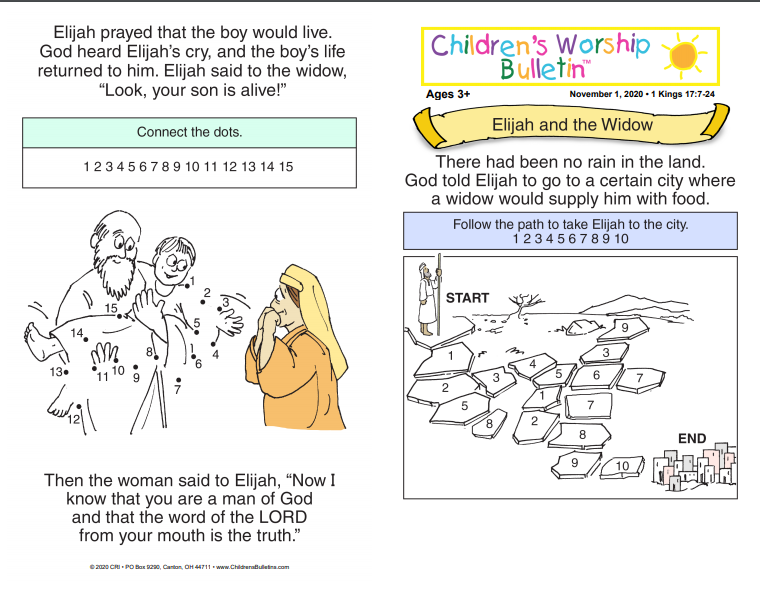 Elijah prayed that the boy would live.
God heard Elijah's cry, and the boy's life
returned to him. Elijah said to the widow,
“Look, your son is alive!”
Connect the dots.
1 2 3 4 5 6 7 8 9 10 11 12 13 14 15
1
2
3
4
5
6
7
8
9
10
11
12
13
14
15
Then the woman said to Elijah, “Now I
know that you are a man of God
and that the word of the LORD
from your mouth is the truth.”
© 2020 CRI • PO Box 9290, Canton, OH 44711 • www.ChildrensBulletins.com
Children's Worship
Bulletin™
Ages 3+
November 1, 2020 • 1 Kings 17:7-24
Elijah and the Widow
There had been no rain in the land.
God told Elijah to go to a certain city where
a widow would supply him with food.
Follow the path to take Elijah to the city.
1 2 3 4 5 6 7 8 9 10
START
9
1
3
4
2
3
5
6
7
5
1
7
8
2
8
9
10
END